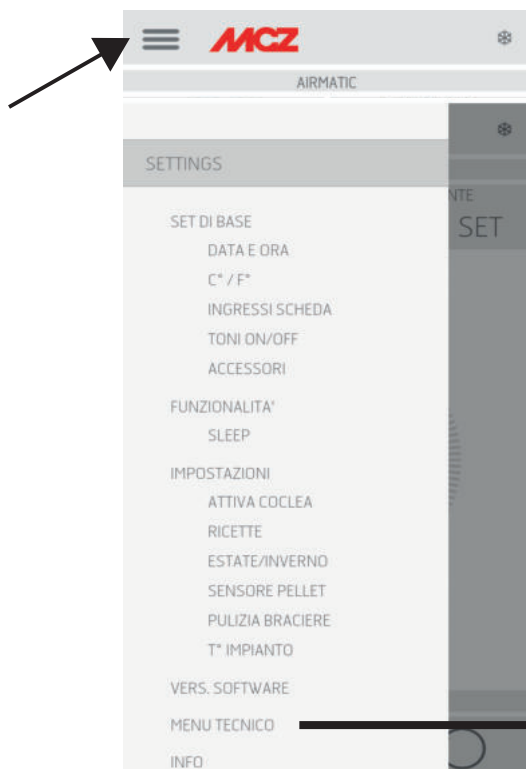 MCZ
AIRMATIC
SETTINGS
NTE
SET
SET DI BASE
DATA E ORA
C° / F°
INGRESSI SCHEDA
TONI ON/OFF
ACCESSORI
FUNZIONALITA'
SLEEP
IMPOSTAZIONI
ATTIVA COCLEA
RICETTE
ESTATE/INVERNO
SENSORE PELLET
PULIZIA BRACIERE
T° IMPIANTO
VERS. SOFTWARE
MENU TECNICO
INFO